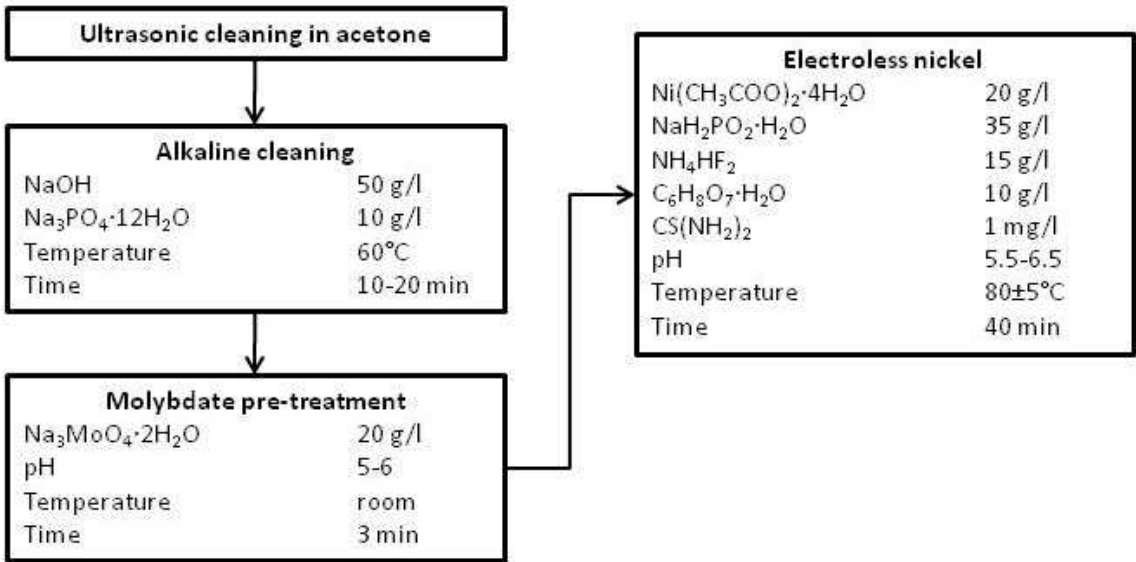 Ultrasonic cleaning in acetone
Alkaline cleaning
NaOH 50 g/l
Na₃PO₄·12H₂O 10 g/l
Temperature 60°C
Time 10-20 min
Molybdate pre-treatment
Na₃MoO₄·2H₂O 20 g/l
pH 5-6
Temperature room
Time 3 min
Electroless nickel
Ni(CH₃COO)₂·4H₂O 20 g/l
NaH₂PO₂·H₂O 35 g/l
NH₄HF₂ 15 g/l
C₆H₈O₇·H₂O 10 g/l
CS(NH₂)₂ 1 mg/l
pH 5.5-6.5
Temperature 80±5°C
Time 40 min